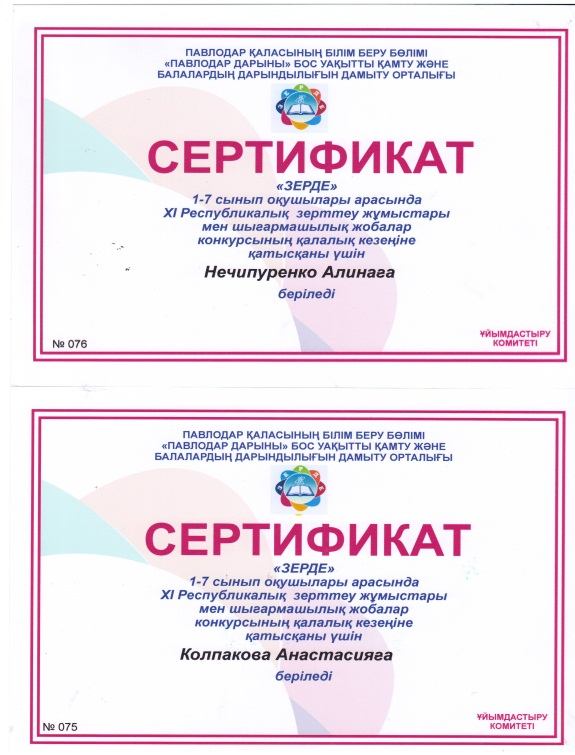 ПАВЛОДАР ҚАЛАСЫНЫҢ БІЛІМ БЕРУ БӨЛІМІ
«ПАВЛОДАР ДАРЫНЫ» БОС УАҚЫТТЫ ҚАМТУ ЖӘНЕ
БАЛАЛАРДЫҢ ДАРЫНДЫЛЫҒЫН ДАМЫТУ ОРТАЛЫҒЫ
ЗЕРДЕ
СЕРТИФИКАТ
«ЗЕРДЕ»
1-7 сынып оқушылары арасында
XI Республикалық зерттеу жұмыстары
мен шығармашылық жобалар
конкурсының қалалық кезеңіне
қатысқаны үшін
Нечипуренко Алинаға
беріледі
№ 076
ҰЙЫМДАСТЫРУ
КОМИТЕТІ
ПАВЛОДАР ҚАЛАСЫНЫҢ БІЛІМ БЕРУ БӨЛІМІ
«ПАВЛОДАР ДАРЫНЫ» БОС УАҚЫТТЫ ҚАМТУ ЖӘНЕ
БАЛАЛАРДЫҢ ДАРЫНДЫЛЫҒЫН ДАМЫТУ ОРТАЛЫҒЫ
ЗЕРДЕ
СЕРТИФИКАТ
«ЗЕРДЕ»
1-7 сынып оқушылары арасында
XI Республикалық зерттеу жұмыстары
мен шығармашылық жобалар
конкурсының қалалық кезеңіне
қатысқаны үшін
Колпакова Анастасияға
беріледі
№ 075
ҰЙЫМДАСТЫРУ
КОМИТЕТІ